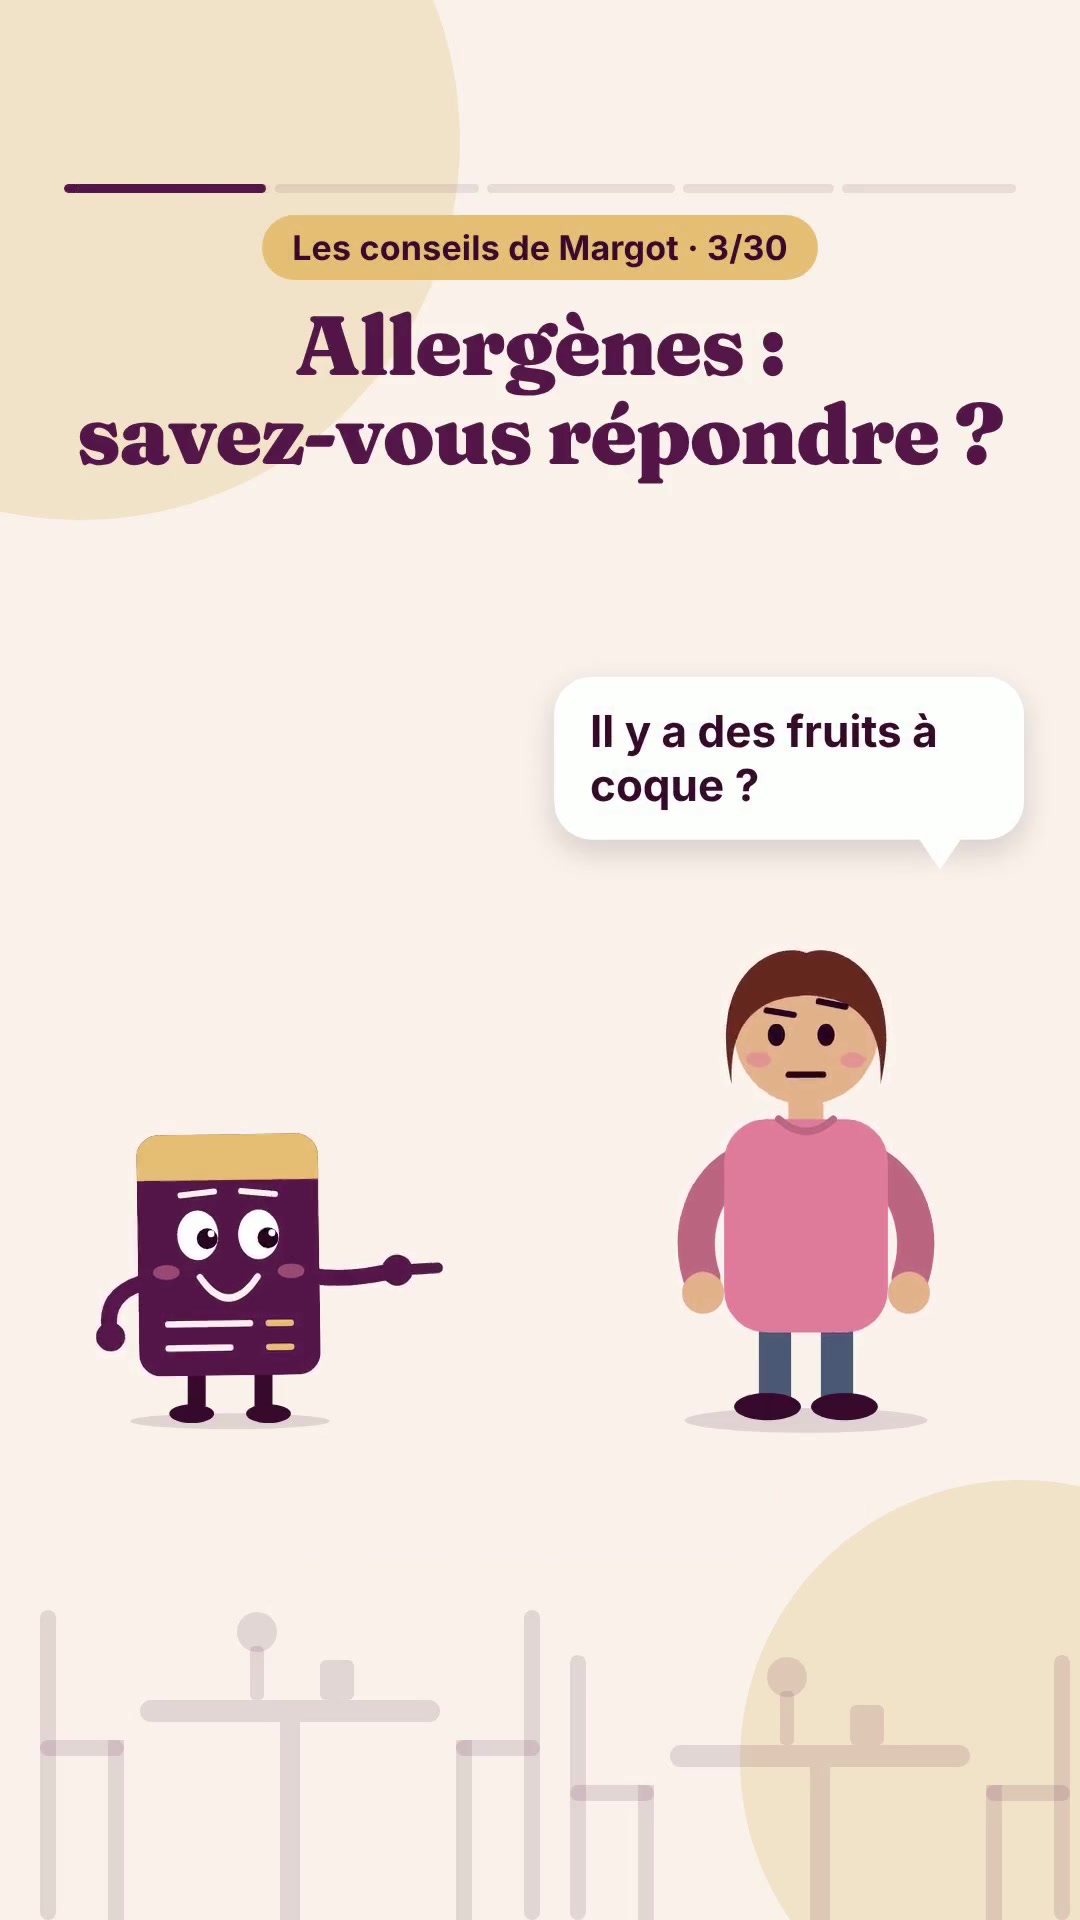 Les conseils de Margot · 3/30
Allergènes :
savez-vous répondre ?
Il y a des fruits à
coque ?